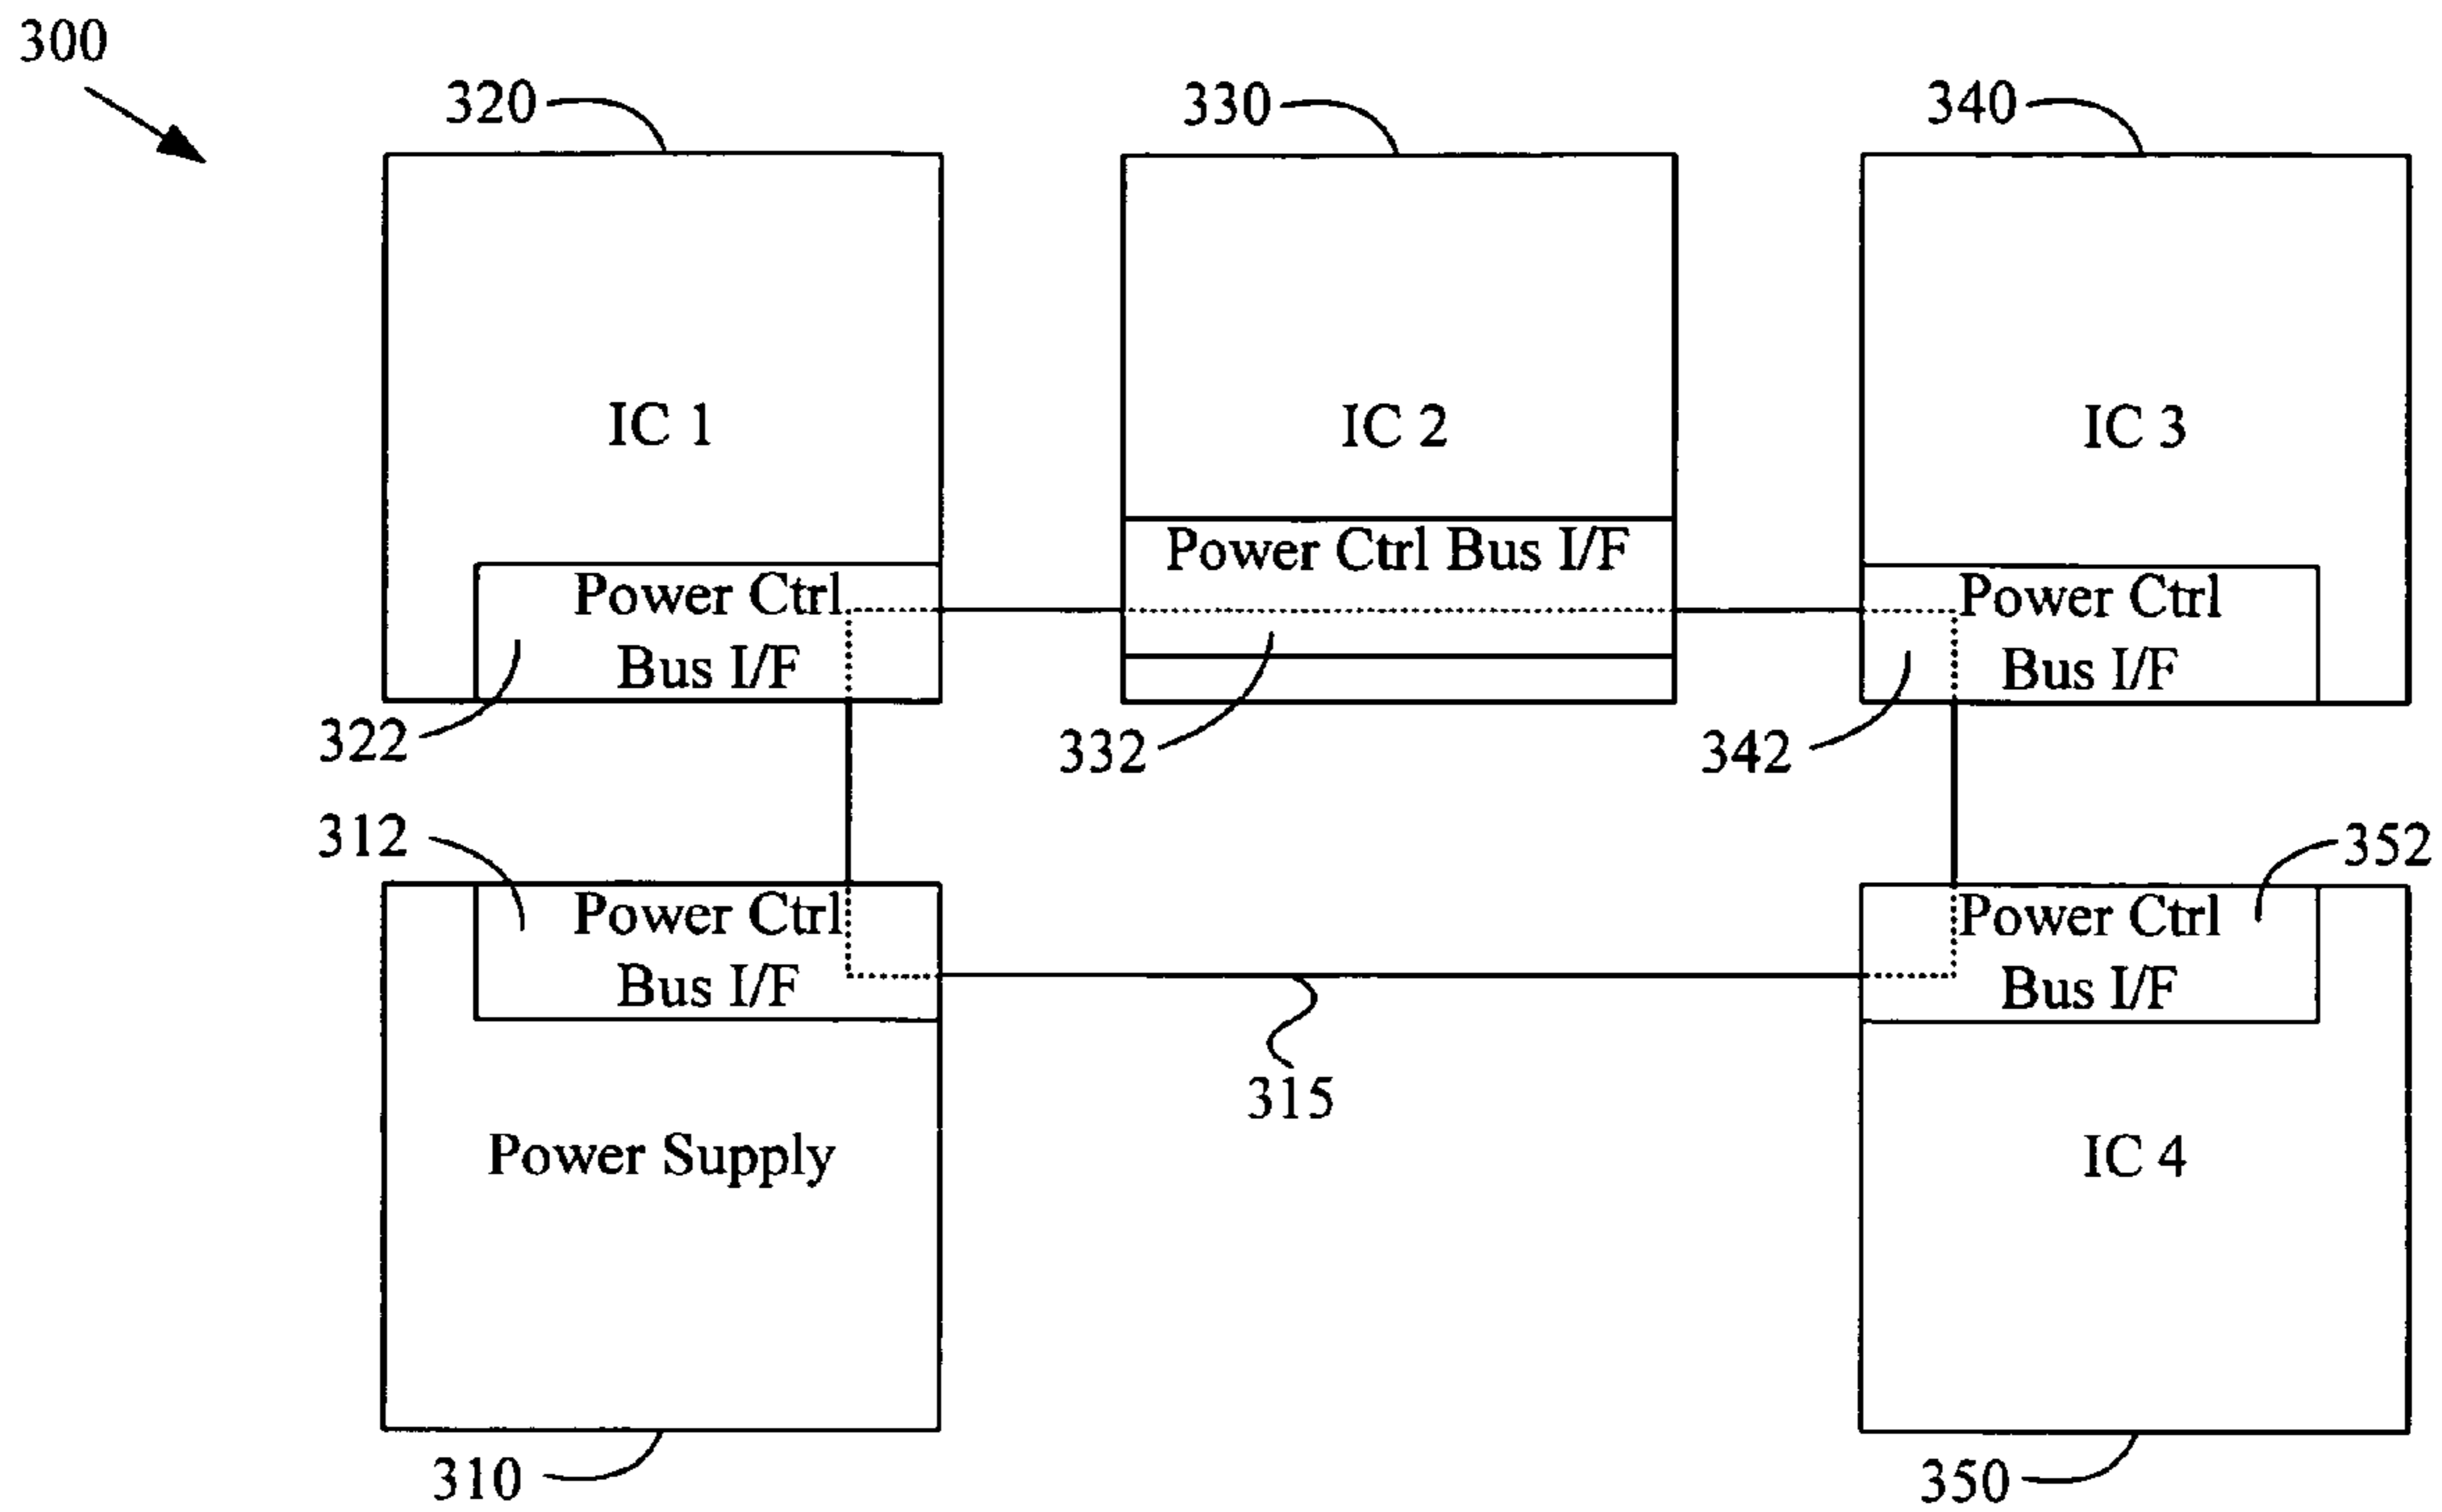 300
320
330
340
IC 1
IC 2
IC 3
Power Ctrl Bus I/F
Power Ctrl
Bus I/F
Power Ctrl
Bus I/F
322
332
342
312
352
Power Ctrl
Bus I/F
Power Ctrl
Bus I/F
315
Power Supply
IC 4
310
350